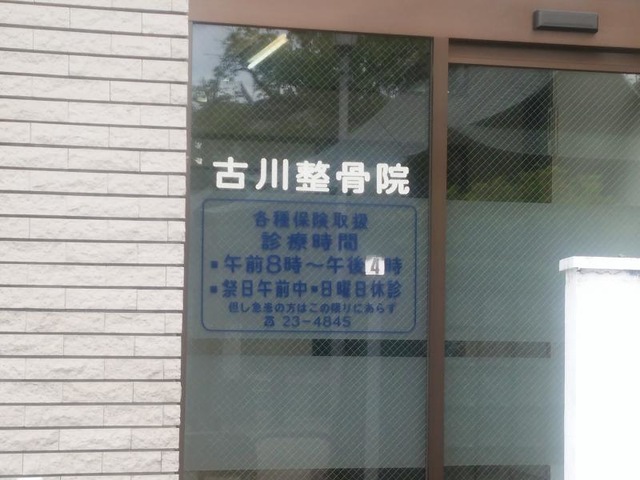 古川整骨院
各種保険取扱
診療時間
▪午前8時～午後4時
▪祭日午前中▪日曜日休診
但し急患の方はこの限りにあらず
☎ 23-4845